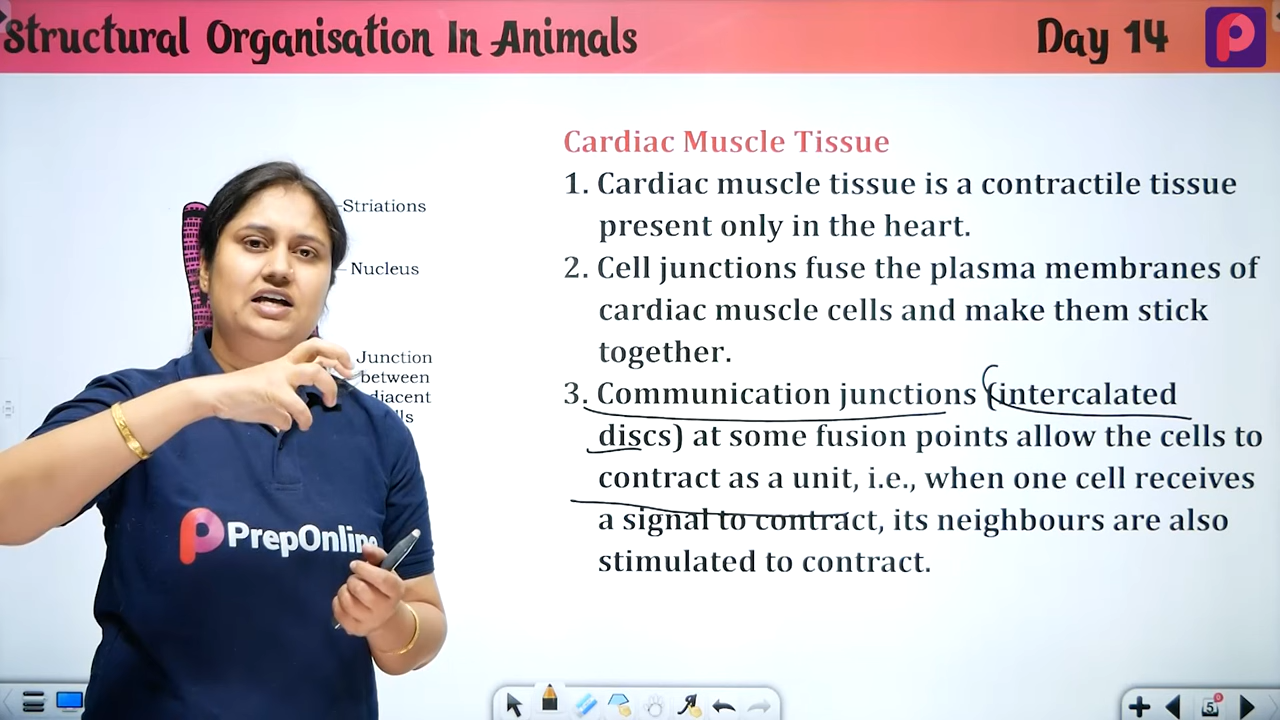 Structural Organisation In Animals
Day 14
Cardiac Muscle Tissue
1. Cardiac muscle tissue is a contractile tissue
present only in the heart.
2. Cell junctions fuse the plasma membranes of
cardiac muscle cells and make them stick
together.
3. Communication junctions (intercalated
discs) at some fusion points allow the cells to
contract as a unit, i.e., when one cell receives
a signal to contract, its neighbours are also
stimulated to contract.
Striations
Nucleus
Junction
between
PrepOnline
5